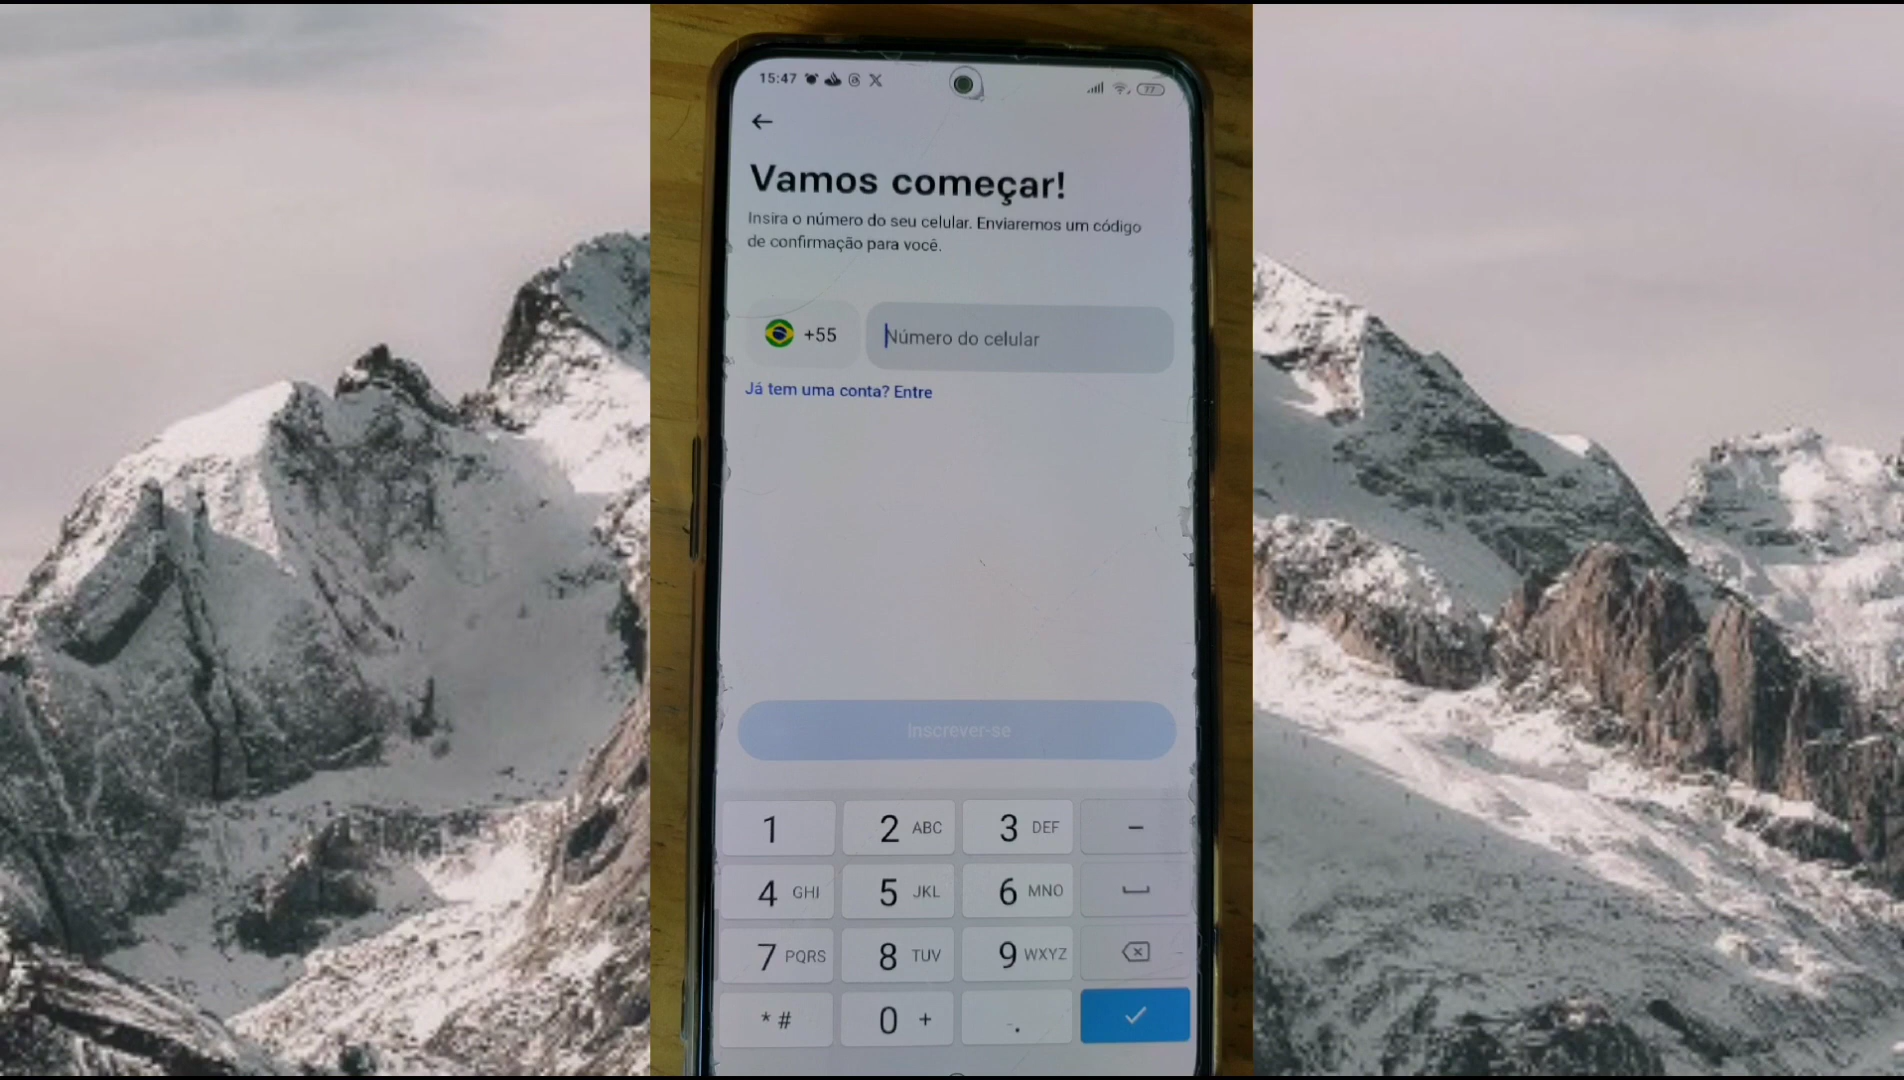 15:47
77
Vamos começar!
Insira o número do seu celular. Enviaremos um código
de confirmação para você.
+55
Número do celular
Já tem uma conta? Entre
Inscrever-se
1
2 ABC
3 DEF
–
4 GHI
5 JKL
6 MNO
7 PQRS
8 TUV
9 WXYZ
* #
0 +
.